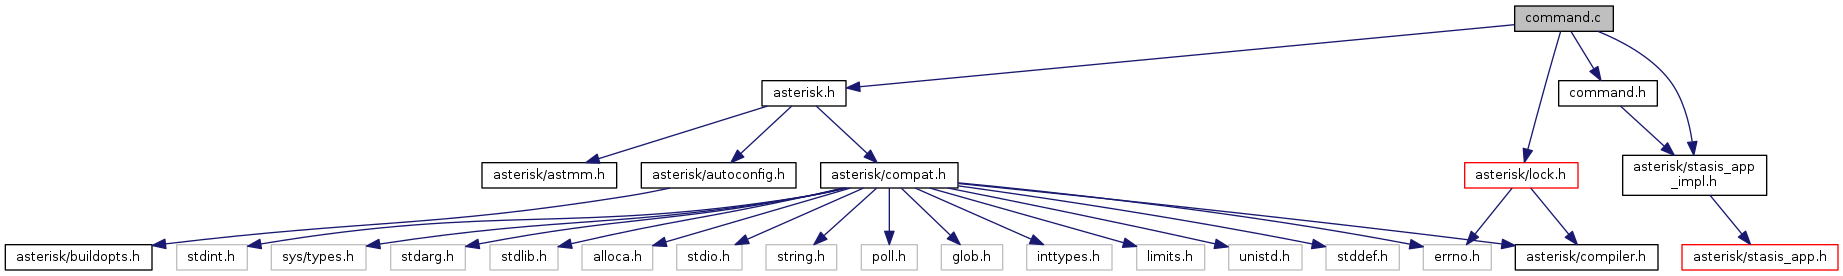 command.c
asterisk.h
command.h
asterisk/astmm.h
asterisk/autoconfig.h
asterisk/compat.h
asterisk/lock.h
asterisk/stasis_app
_impl.h
asterisk/buildopts.h
stdint.h
sys/types.h
stdarg.h
stdlib.h
alloca.h
stdio.h
string.h
poll.h
glob.h
inttypes.h
limits.h
unistd.h
stddef.h
errno.h
asterisk/compiler.h
asterisk/stasis_app.h